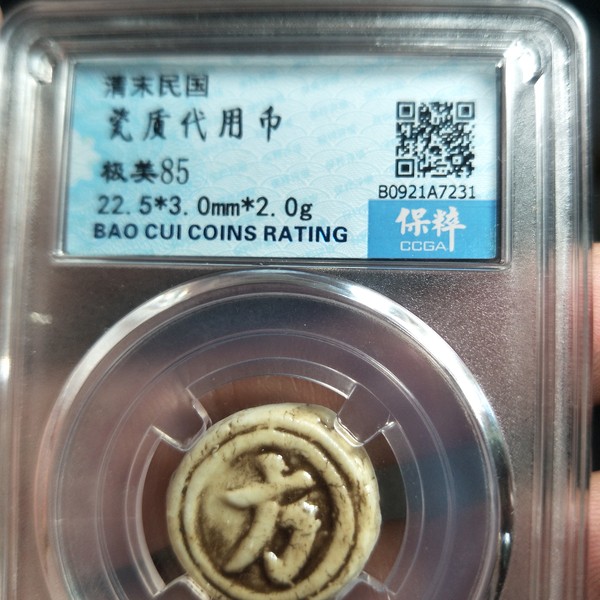 清末民国
瓷质代用币
极美85
22.5*3.0mm*2.0g
BAO CUI COINS RATING
B0921A7231
保粹
CCGA
方